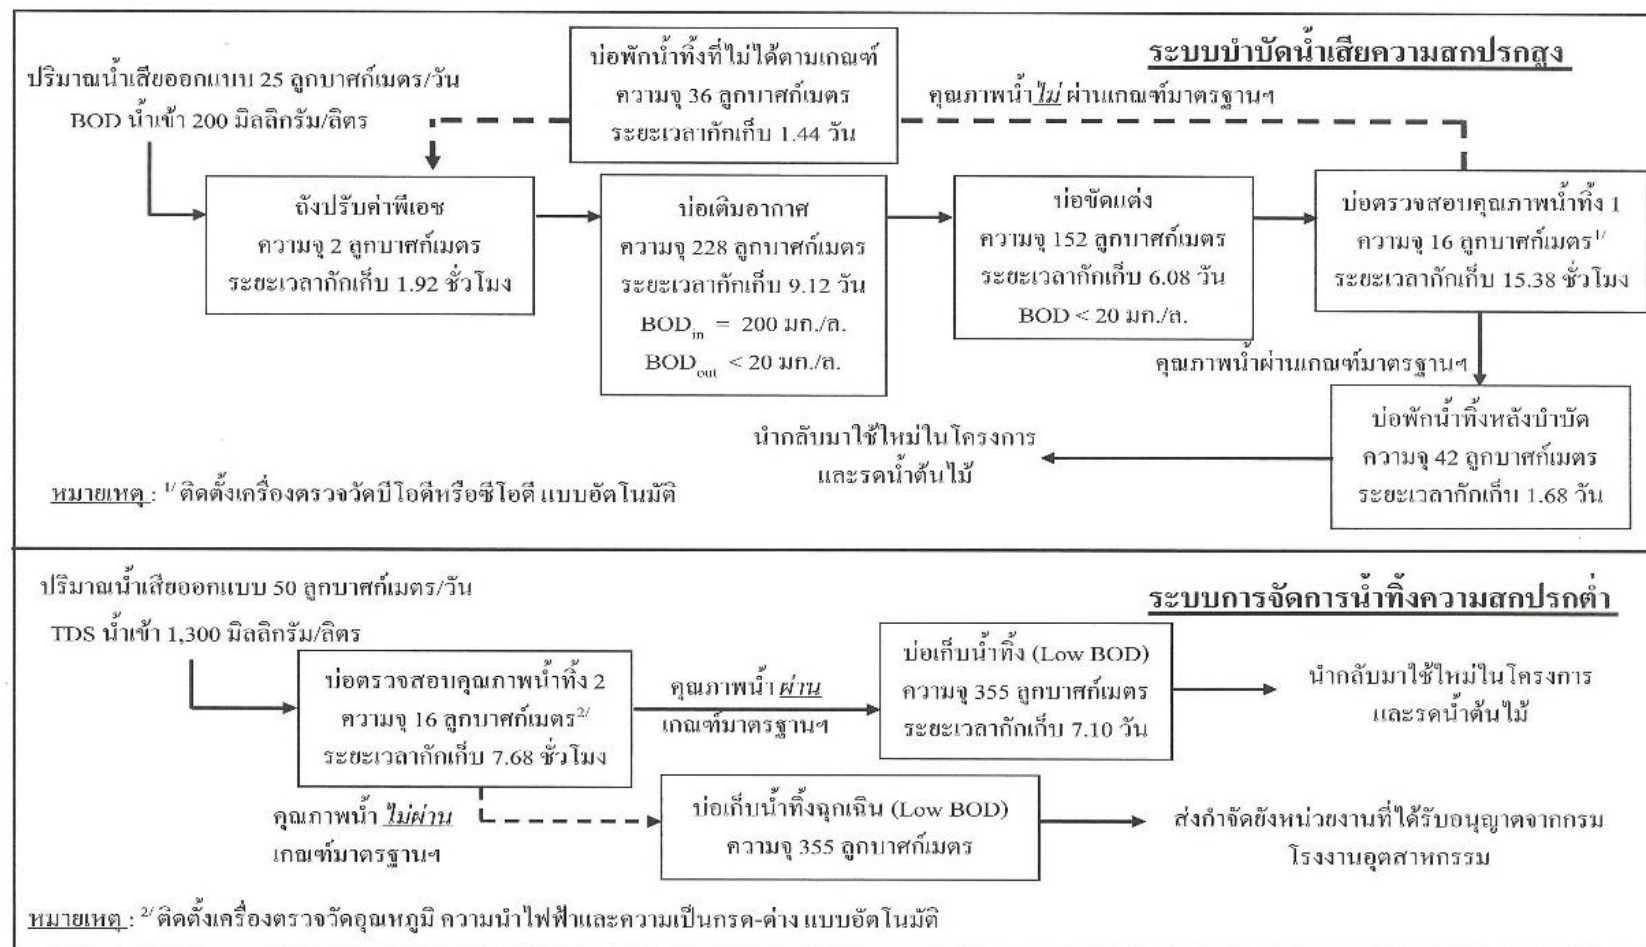 ระบบบำบัดน้ำเสียความสกปรกสูง
ปริมาณน้ำเสียออกแบบ 25 ลูกบาศก์เมตร/วัน
BOD น้ำเข้า 200 มิลลิกรัม/ลิตร
บ่อพักน้ำทิ้งที่ไม่ได้ตามเกณฑ์
ความจุ 36 ลูกบาศก์เมตร
ระยะเวลากักเก็บ 1.44 วัน
คุณภาพน้ำไม่ ผ่านเกณฑ์มาตรฐานฯ
ถังปรับค่าพีเอช
ความจุ 2 ลูกบาศก์เมตร
ระยะเวลากักเก็บ 1.92 ชั่วโมง
บ่อเติมอากาศ
ความจุ 228 ลูกบาศก์เมตร
ระยะเวลากักเก็บ 9.12 วัน
BODin = 200 มก./ล.
BODout < 20 มก./ล.
บ่อขัดแต่ง
ความจุ 152 ลูกบาศก์เมตร
ระยะเวลากักเก็บ 6.08 วัน
BOD < 20 มก./ล.
บ่อตรวจสอบคุณภาพน้ำทิ้ง 1
ความจุ 16 ลูกบาศก์เมตร1/
ระยะเวลากักเก็บ 15.38 ชั่วโมง
คุณภาพน้ำผ่านเกณฑ์มาตรฐานฯ
บ่อพักน้ำทิ้งหลังบำบัด
ความจุ 42 ลูกบาศก์เมตร
ระยะเวลากักเก็บ 1.68 วัน
นำกลับมาใช้ใหม่ในโครงการ
และรดน้ำต้นไม้
หมายเหตุ : 1/ ติดตั้งเครื่องตรวจวัดบีโอดีหรือซีโอดี แบบอัตโนมัติ
ระบบการจัดการน้ำทิ้งความสกปรกต่ำ
ปริมาณน้ำเสียออกแบบ 50 ลูกบาศก์เมตร/วัน
TDS น้ำเข้า 1,300 มิลลิกรัม/ลิตร
บ่อตรวจสอบคุณภาพน้ำทิ้ง 2
ความจุ 16 ลูกบาศก์เมตร2/
ระยะเวลากักเก็บ 7.68 ชั่วโมง
คุณภาพน้ำ ผ่าน
เกณฑ์มาตรฐานฯ
บ่อเก็บน้ำทิ้ง (Low BOD)
ความจุ 355 ลูกบาศก์เมตร
ระยะเวลากักเก็บ 7.10 วัน
นำกลับมาใช้ใหม่ในโครงการ
และรดน้ำต้นไม้
คุณภาพน้ำ ไม่ผ่าน
เกณฑ์มาตรฐานฯ
บ่อเก็บน้ำทิ้งฉุกเฉิน (Low BOD)
ความจุ 355 ลูกบาศก์เมตร
ส่งกำจัดยังหน่วยงานที่ได้รับอนุญาตจากกรม
โรงงานอุตสาหกรรม
หมายเหตุ : 2/ ติดตั้งเครื่องตรวจวัดอุณหภูมิ ความนำไฟฟ้าและความเป็นกรด-ด่าง แบบอัตโนมัติ